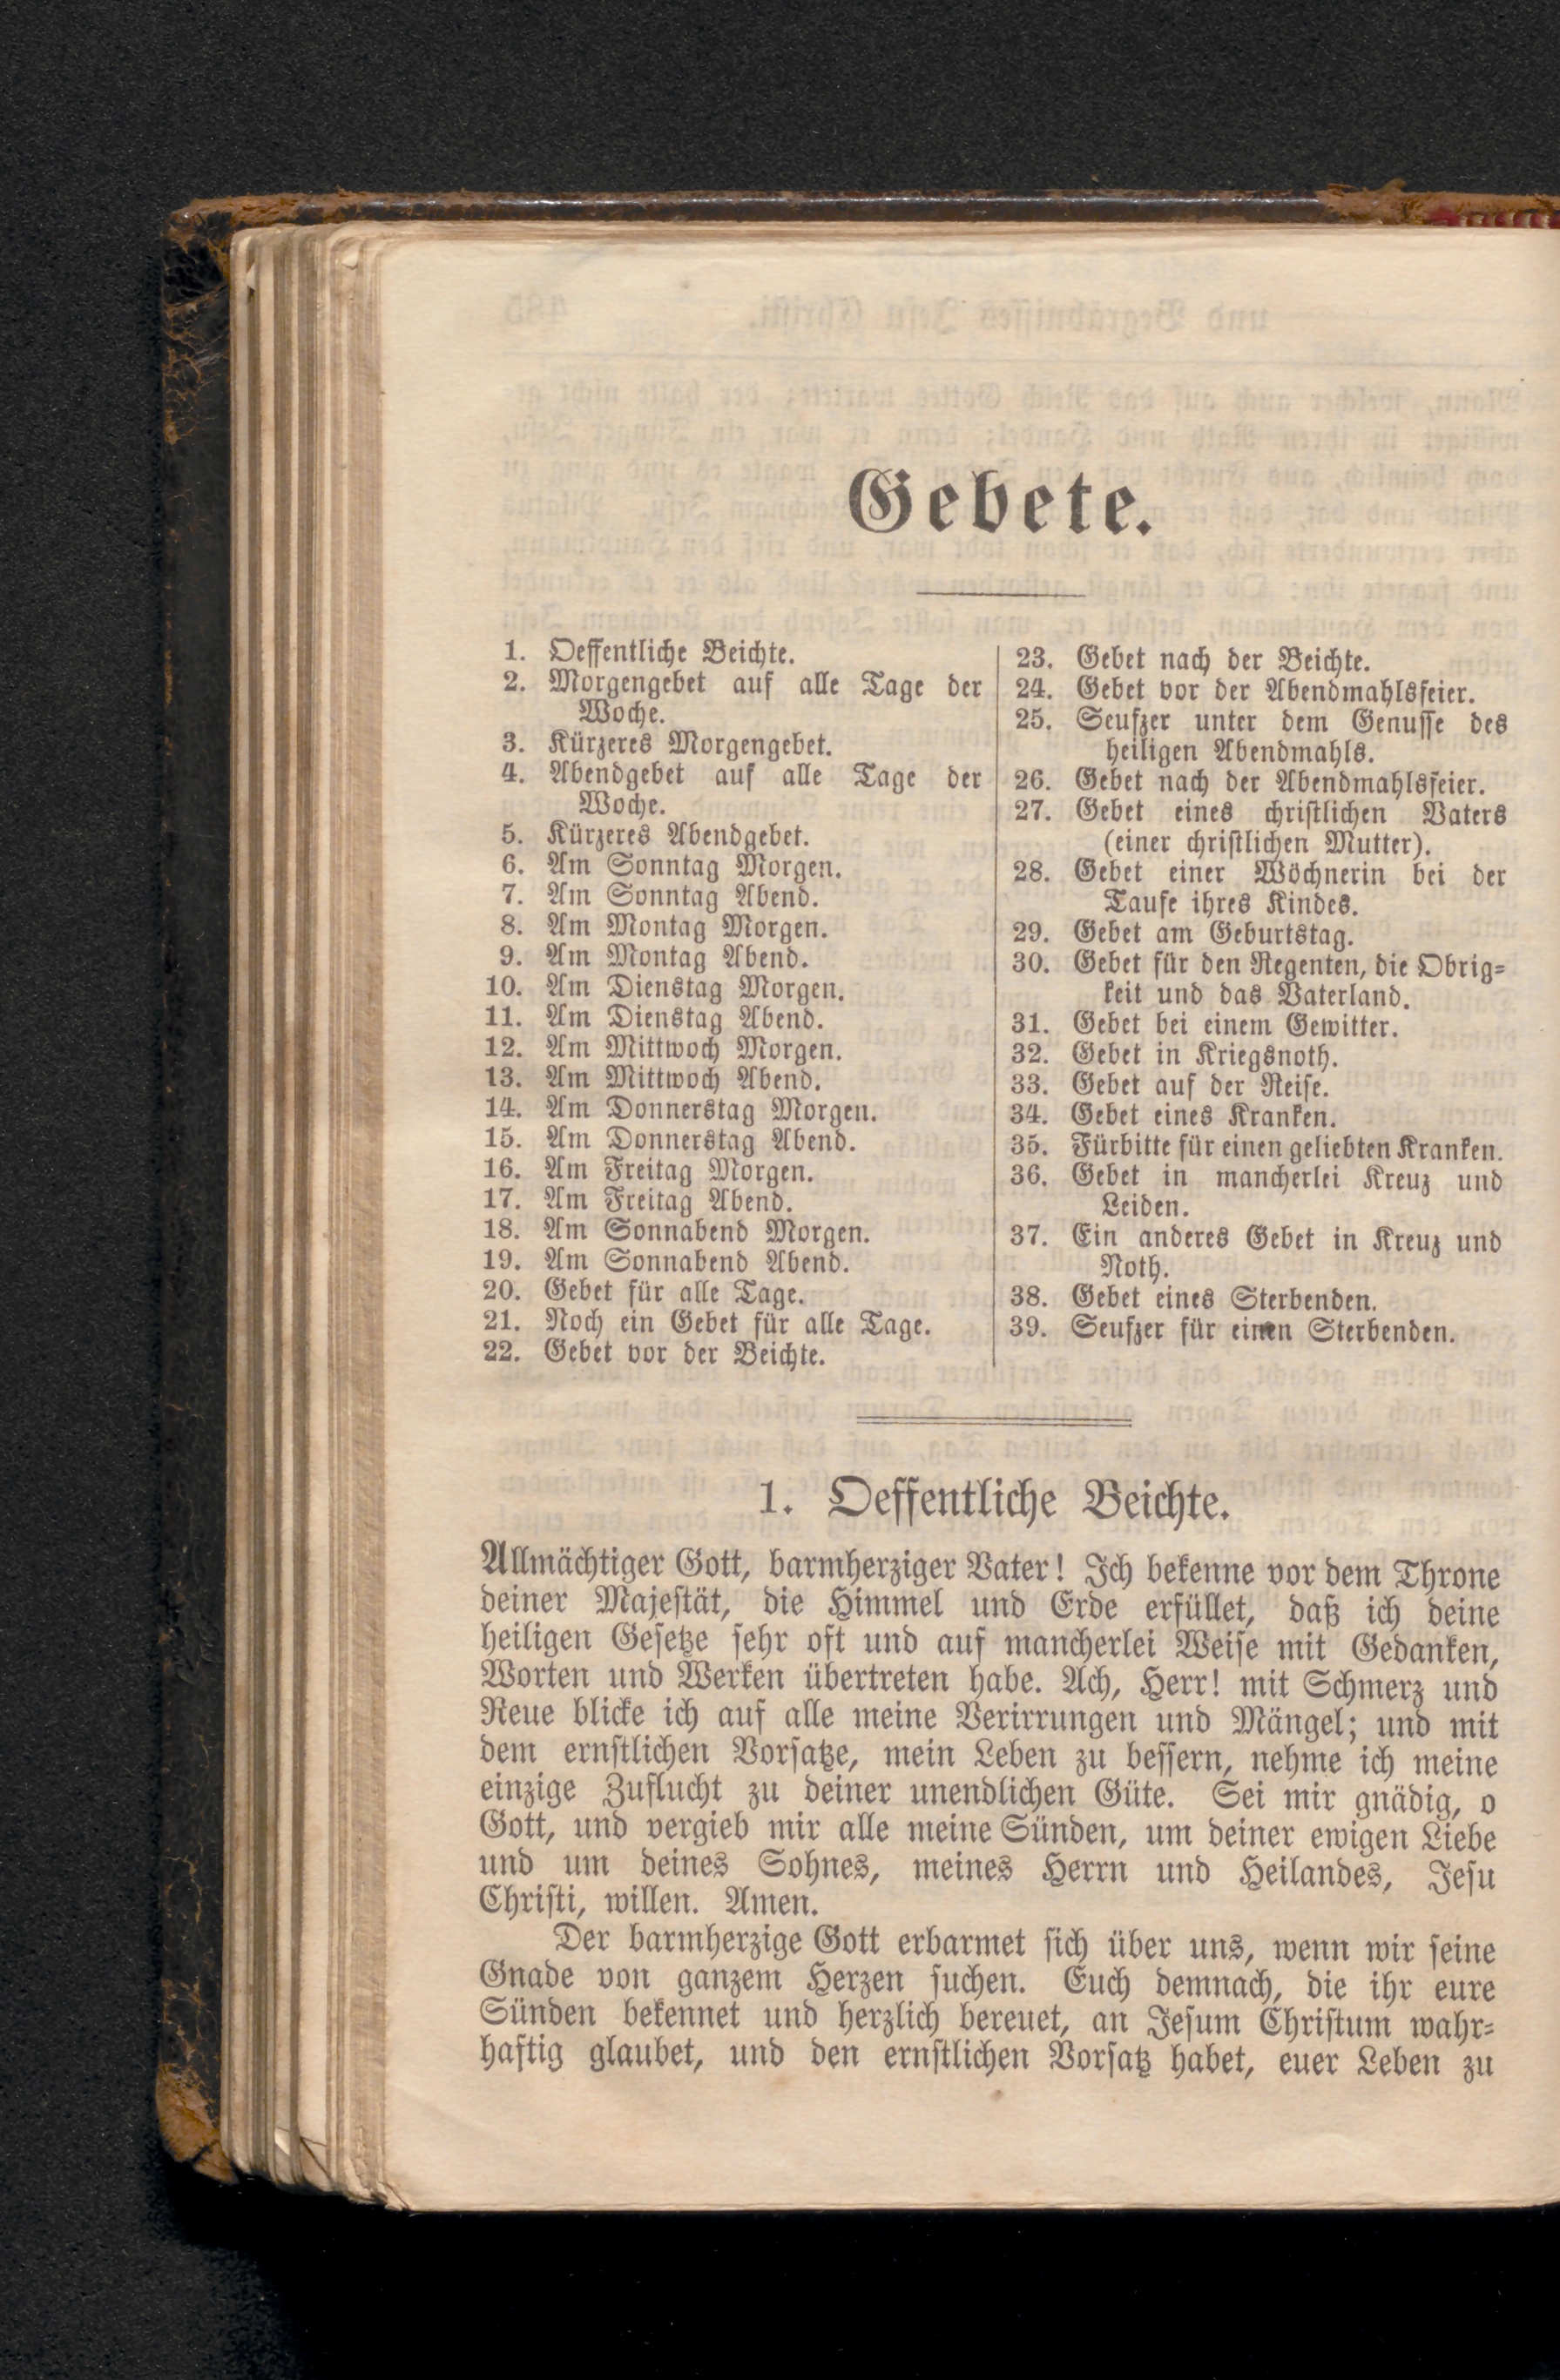 Gebete.
1. Oeffentliche Beichte.
2. Morgengebet auf alle Tage der
Woche.
3. Kürzeres Morgengebet.
4. Abendgebet auf alle Tage der
Woche.
5. Kürzeres Abendgebet.
6. Am Sonntag Morgen.
7. Am Sonntag Abend.
8. Am Montag Morgen.
9. Am Montag Abend.
10. Am Dienstag Morgen.
11. Am Dienstag Abend.
12. Am Mittwoch Morgen.
13. Am Mittwoch Abend.
14. Am Donnerstag Morgen.
15. Am Donnerstag Abend.
16. Am Freitag Morgen.
17. Am Freitag Abend.
18. Am Sonnabend Morgen.
19. Am Sonnabend Abend.
20. Gebet für alle Tage.
21. Noch ein Gebet für alle Tage.
22. Gebet vor der Beichte.
23. Gebet nach der Beichte.
24. Gebet vor der Abendmahlsfeier.
25. Seufzer unter dem Genusse des
heiligen Abendmahls.
26. Gebet nach der Abendmahlsfeier.
27. Gebet eines christlichen Vaters
(einer christlichen Mutter).
28. Gebet einer Wöchnerin bei der
Taufe ihres Kindes.
29. Gebet am Geburtstag.
30. Gebet für den Regenten, die Obrig-
keit und das Vaterland.
31. Gebet bei einem Gewitter.
32. Gebet in Kriegsnoth.
33. Gebet auf der Reise.
34. Gebet eines Kranken.
35. Fürbitte für einen geliebten Kranken.
36. Gebet in mancherlei Kreuz und
Leiden.
37. Ein anderes Gebet in Kreuz und
Noth.
38. Gebet eines Sterbenden.
39. Seufzer für einen Sterbenden.
1. Oeffentliche Beichte.
Allmächtiger Gott, barmherziger Vater! Ich bekenne vor dem Throne
deiner Majestät, die Himmel und Erde erfüllet, daß ich deine
heiligen Gesetze sehr oft und auf mancherlei Weise mit Gedanken,
Worten und Werken übertreten habe. Ach, Herr! mit Schmerz und
Reue blicke ich auf alle meine Verirrungen und Mängel; und mit
dem ernstlichen Vorsatze, mein Leben zu bessern, nehme ich meine
einzige Zuflucht zu deiner unendlichen Güte. Sei mir gnädig, o
Gott, und vergieb mir alle meine Sünden, um deiner ewigen Liebe
und um deines Sohnes, meines Herrn und Heilandes, Jesu
Christi, willen. Amen.
Der barmherzige Gott erbarmet sich über uns, wenn wir seine
Gnade von ganzem Herzen suchen. Euch demnach, die ihr eure
Sünden bekennet und herzlich bereuet, an Jesum Christum wahr-
haftig glaubet, und den ernstlichen Vorsatz habet, euer Leben zu